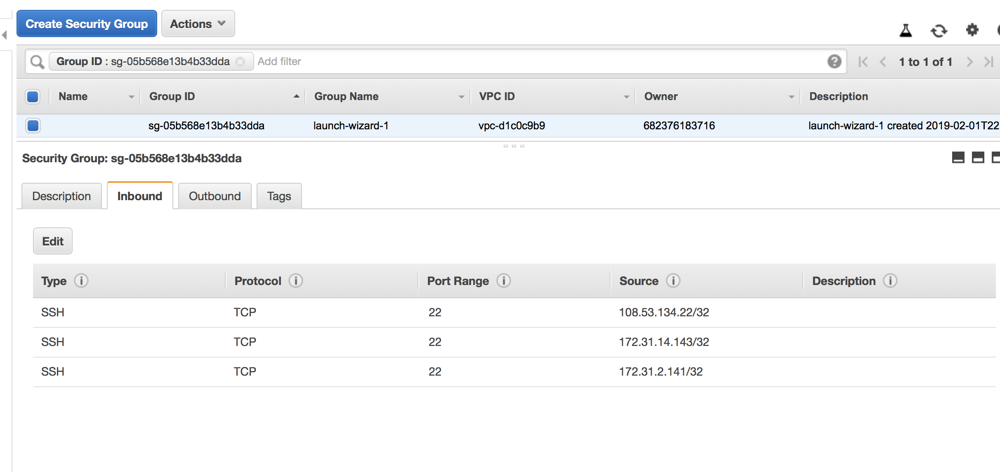 Create Security Group Actions
Group ID : sg-05b568e13b4b33dda Add filter 1 to 1 of 1
Name Group ID Group Name VPC ID Owner Description
sg-05b568e13b4b33dda launch-wizard-1 vpc-d1c0c9b9 682376183716 launch-wizard-1 created 2019-02-01T22
Security Group: sg-05b568e13b4b33dda
Description Inbound Outbound Tags
Edit
Type Protocol Port Range Source Description
SSH TCP 22 108.53.134.22/32
SSH TCP 22 172.31.14.143/32
SSH TCP 22 172.31.2.141/32